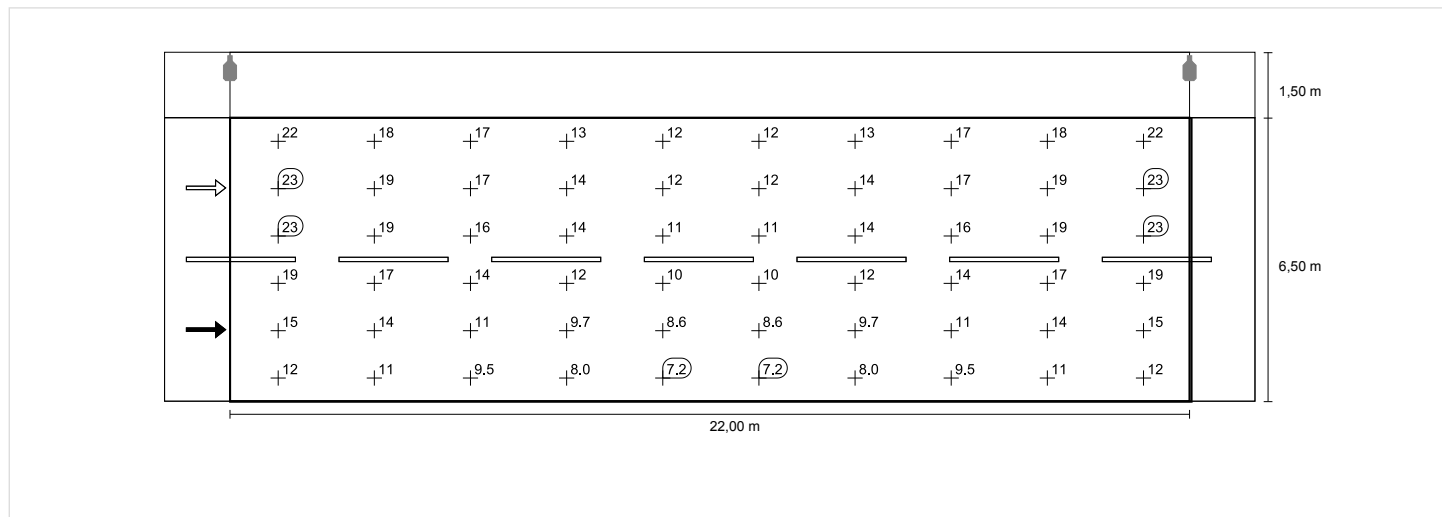 1,50 m
22 18 17 13 12 12 13 17 18 22
23 19 17 14 12 12 14 17 19 23
23 19 16 14 11 11 14 16 19 23
6,50 m
19 17 14 12 10 10 12 14 17 19
15 14 11 9.7 8.6 8.6 9.7 11 14 15
12 11 9.5 8.0 7.2 7.2 8.0 9.5 11 12
22,00 m